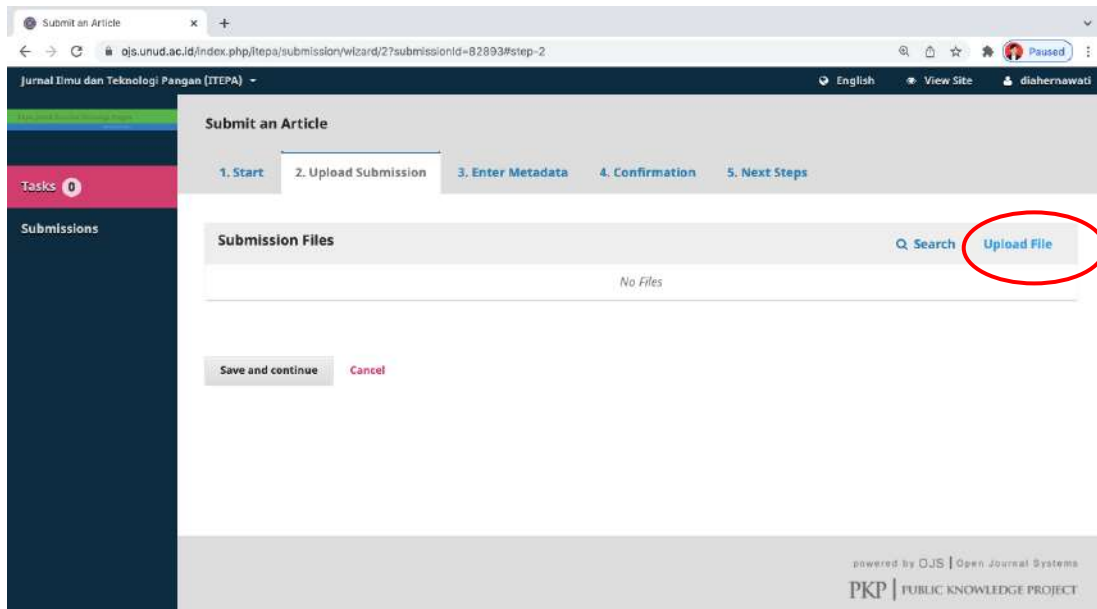 Submit an Article
ojs.unud.ac.id/index.php/itepa/submission/wizard/2?submissionId=82893#step-2
Paused
Jurnal Ilmu dan Teknologi Pangan (ITEPA)
English
View Site
diahernawati
Submit an Article
1. Start
2. Upload Submission
3. Enter Metadata
4. Confirmation
5. Next Steps
Tasks 0
Submissions
Submission Files
Search
Upload File
No Files
Save and continue
Cancel
powered by OJS | Open Journal Systems
PKP | PUBLIC KNOWLEDGE PROJECT